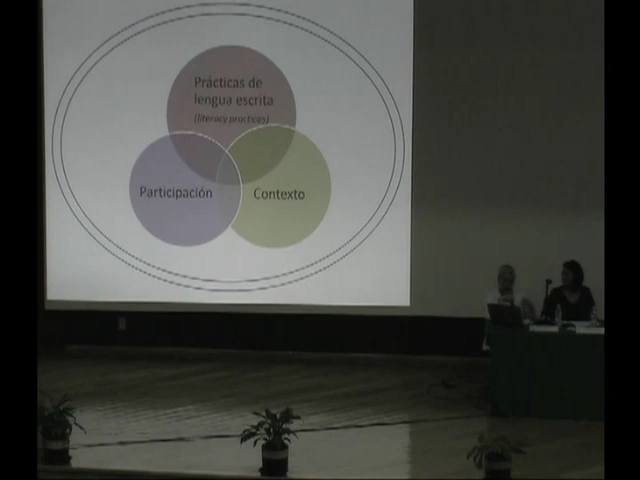 Prácticas de
lengua escrita
(literacy practices)
Participación
Contexto